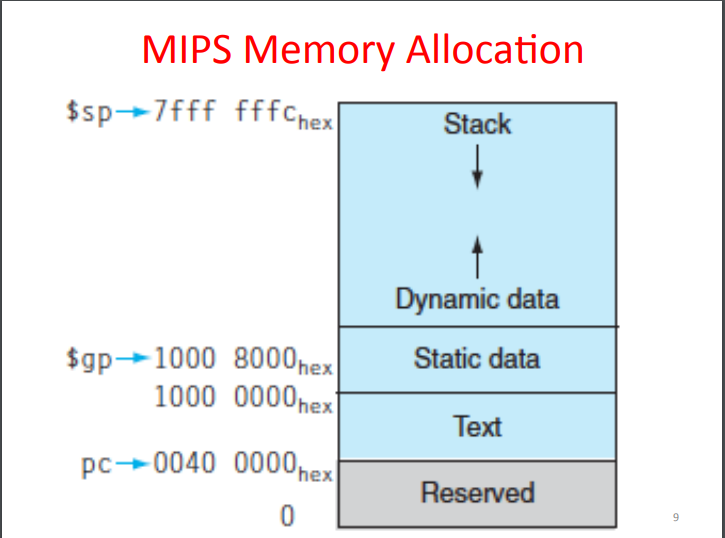 MIPS Memory Allocation
$sp 7fff fffc hex
Stack
Dynamic data
$gp 1000 8000 hex
Static data
1000 0000 hex
Text
pc 0040 0000 hex
Reserved
0
9